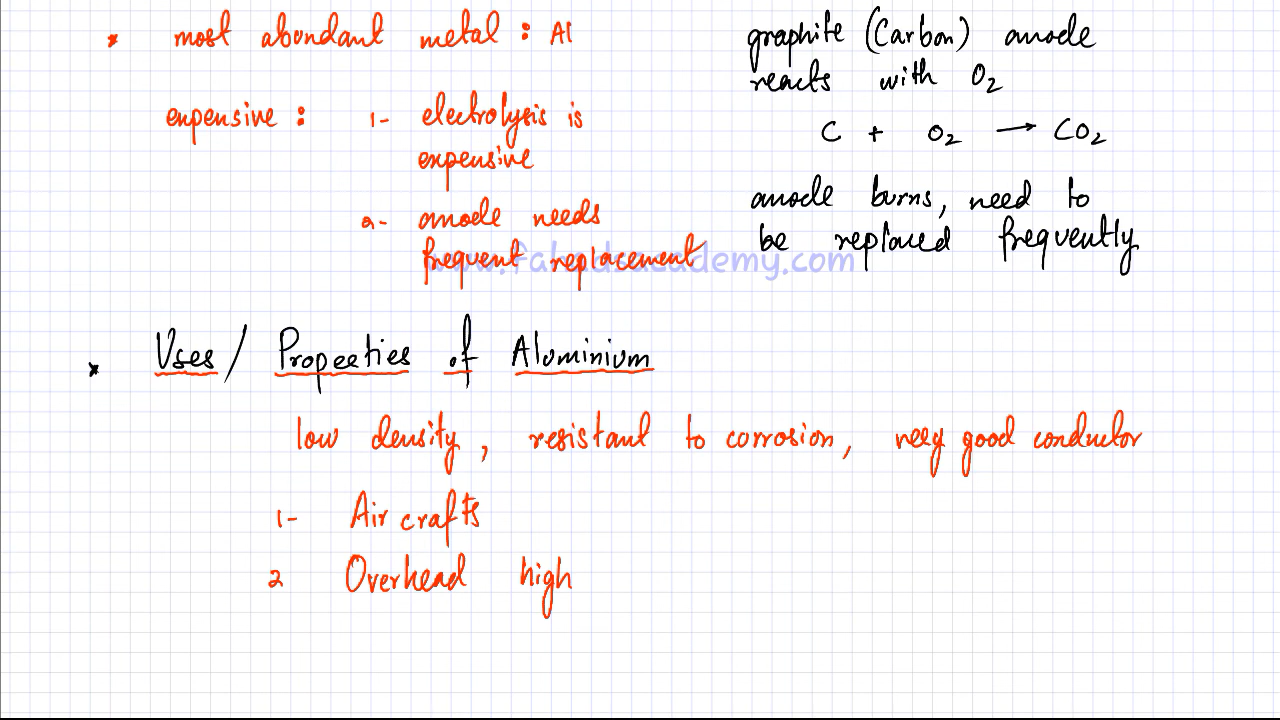 * most abundant metal : Al
expensive : 1- electrolysis is
expensive
2- anode needs
frequent replacement
graphite (Carbon) anode
reacts with O₂
C + O₂ → CO₂
anode burns, need to
be replaced frequently
www.fahadsacademy.com
* Uses / Properties of Aluminium
low density, resistant to corrosion, very good conductor
1- Air crafts
2 Overhead high